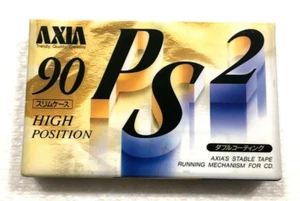 AXIA
Trendy, Quality, Creative
90
スリムケース
HIGH
POSITION
PS2
ダブルコーティング
AXIA'S STABLE TAPE
RUNNING MECHANISM FOR CD